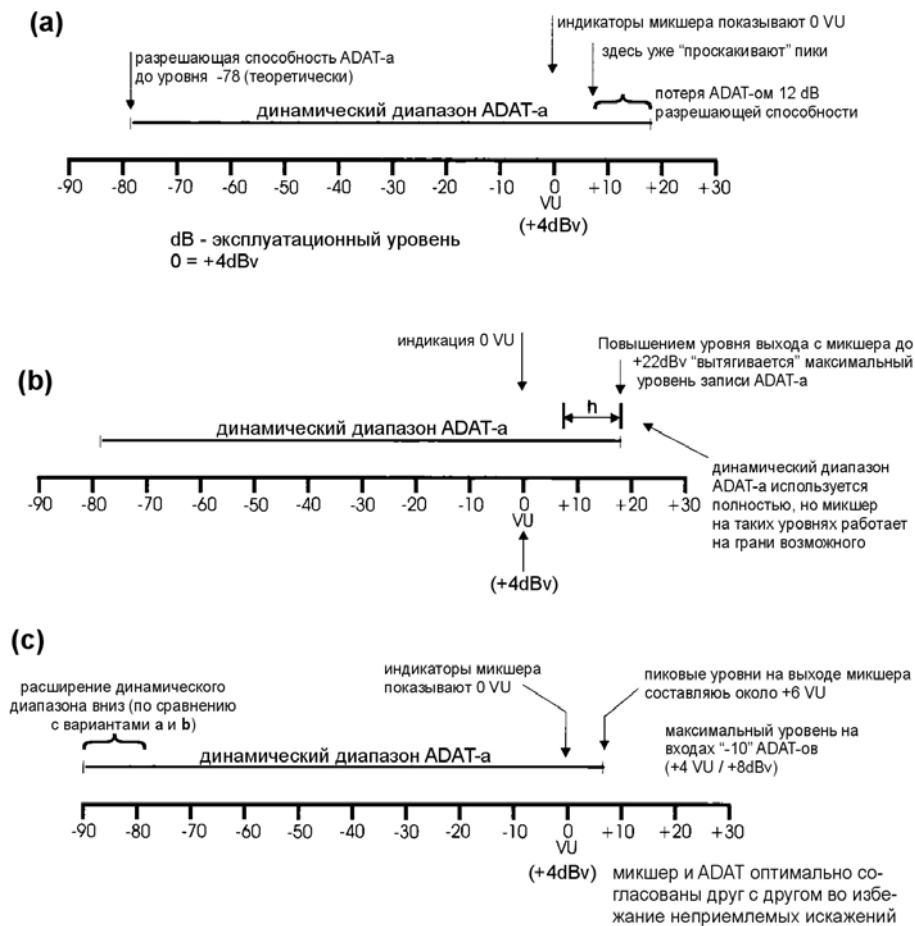 (a)
индикаторы микшера показывают 0 VU
разрешающая способность ADAT-а
до уровня -78 (теоретически)
здесь уже “проскакивают” пики
потеря ADAT-ом 12 dB
разрешающей способности
динамический диапазон ADAT-а
-90 -80 -70 -60 -50 -40 -30 -20 -10 0 +10 +20 +30
VU
(+4dBv)
dB - эксплуатационный уровень
0 = +4dBv
(b)
индикация 0 VU
Повышением уровня выхода с микшера до
+22dBv “вытягивается” максимальный
уровень записи ADAT-а
h
динамический диапазон ADAT-а
-90 -80 -70 -60 -50 -40 -30 -20 -10 0 +10 +20 +30
VU
(+4dBv)
динамический диапазон
ADAT-а используется
полностью, но микшер
на таких уровнях работает
на грани возможного
(c)
расширение динамического
диапазона вниз (по сравнению
с вариантами a и b)
индикаторы микшера
показывают 0 VU
пиковые уровни на выходе микшера
составляюь около +6 VU
максимальный уровень на
входах “-10” ADAT-ов
(+4 VU / +8dBv)
динамический диапазон ADAT-а
-90 -80 -70 -60 -50 -40 -30 -20 -10 0 +10 +20 +30
VU
(+4dBv)
микшер и ADAT оптимально со-
гласованы друг с другом во избе-
жание неприемлемых искажений